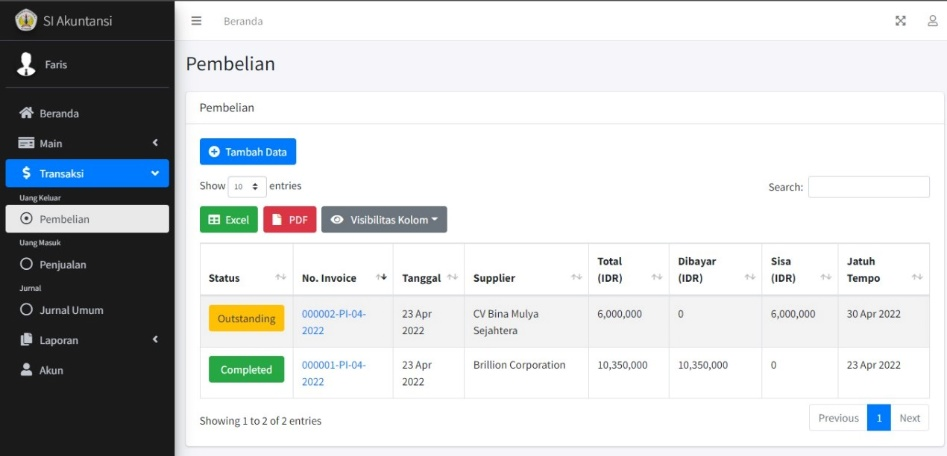 SI Akuntansi
Beranda
Faris
Pembelian
Pembelian
Beranda
Main
Tambah Data
Transaksi
Show 10 entries
Search:
Uang Keluar
Pembelian
Excel
PDF
Visibilitas Kolom
Uang Masuk
Penjualan
Jurnal
Jurnal Umum
Laporan
Akun
Status No. Invoice Tanggal Supplier Total (IDR) Dibayar (IDR) Sisa (IDR) Jatuh Tempo
Outstanding 000002-PI-04-2022 23 Apr 2022 CV Bina Mulya Sejahtera 6,000,000 0 6,000,000 30 Apr 2022
Completed 000001-PI-04-2022 23 Apr 2022 Brillion Corporation 10,350,000 10,350,000 0 23 Apr 2022
Showing 1 to 2 of 2 entries
Previous 1 Next